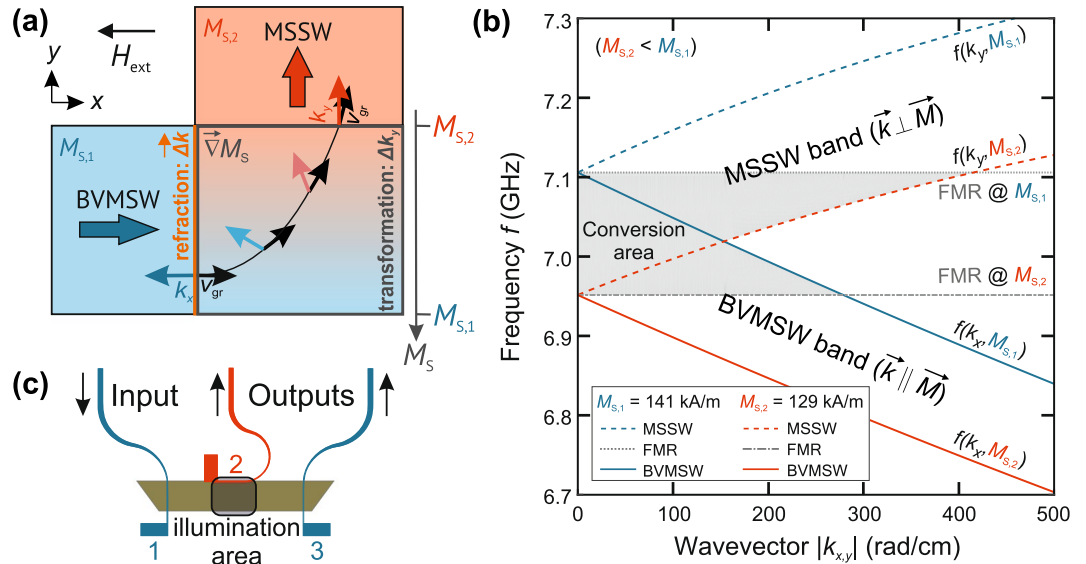 (a)
H_ext
y
x
M_S,2
MSSW
k_y
v_gr
M_S,2
M_S,1
BVMSW
refraction: Δk
∇M_S
transformation: Δk_y
k_x
v_gr
M_S,1
M_S
(b)
(M_S,2 < M_S,1)
f(k_y, M_S,1)
MSSW band (k ⊥ M)
f(k_y, M_S,2)
FMR @ M_S,1
Conversion
area
FMR @ M_S,2
BVMSW band (k || M)
f(k_x, M_S,1)
f(k_x, M_S,2)
M_S,1 = 141 kA/m M_S,2 = 129 kA/m
MSSW MSSW
FMR FMR
BVMSW BVMSW
Frequency f (GHz)
7.3
7.2
7.1
7.0
6.9
6.8
6.7
0 100 200 300 400 500
Wavevector |k_x,y| (rad/cm)
(c)
Input Outputs
2
illumination
area
1 3